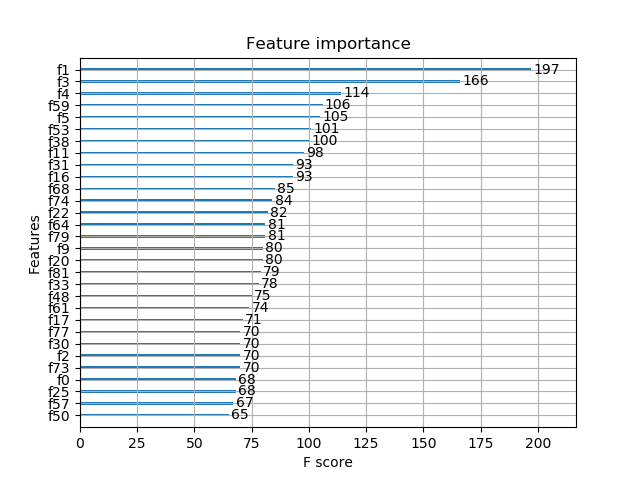 Feature importance
Features
f1 197
f3 166
f4 114
f59 106
f5 105
f53 101
f38 100
f11 98
f31 93
f16 93
f68 85
f74 84
f22 82
f64 81
f79 81
f9 80
f20 80
f81 79
f33 78
f48 75
f61 74
f17 71
f77 70
f30 70
f2 70
f73 70
f0 68
f25 68
f57 67
f50 65
0 25 50 75 100 125 150 175 200
F score